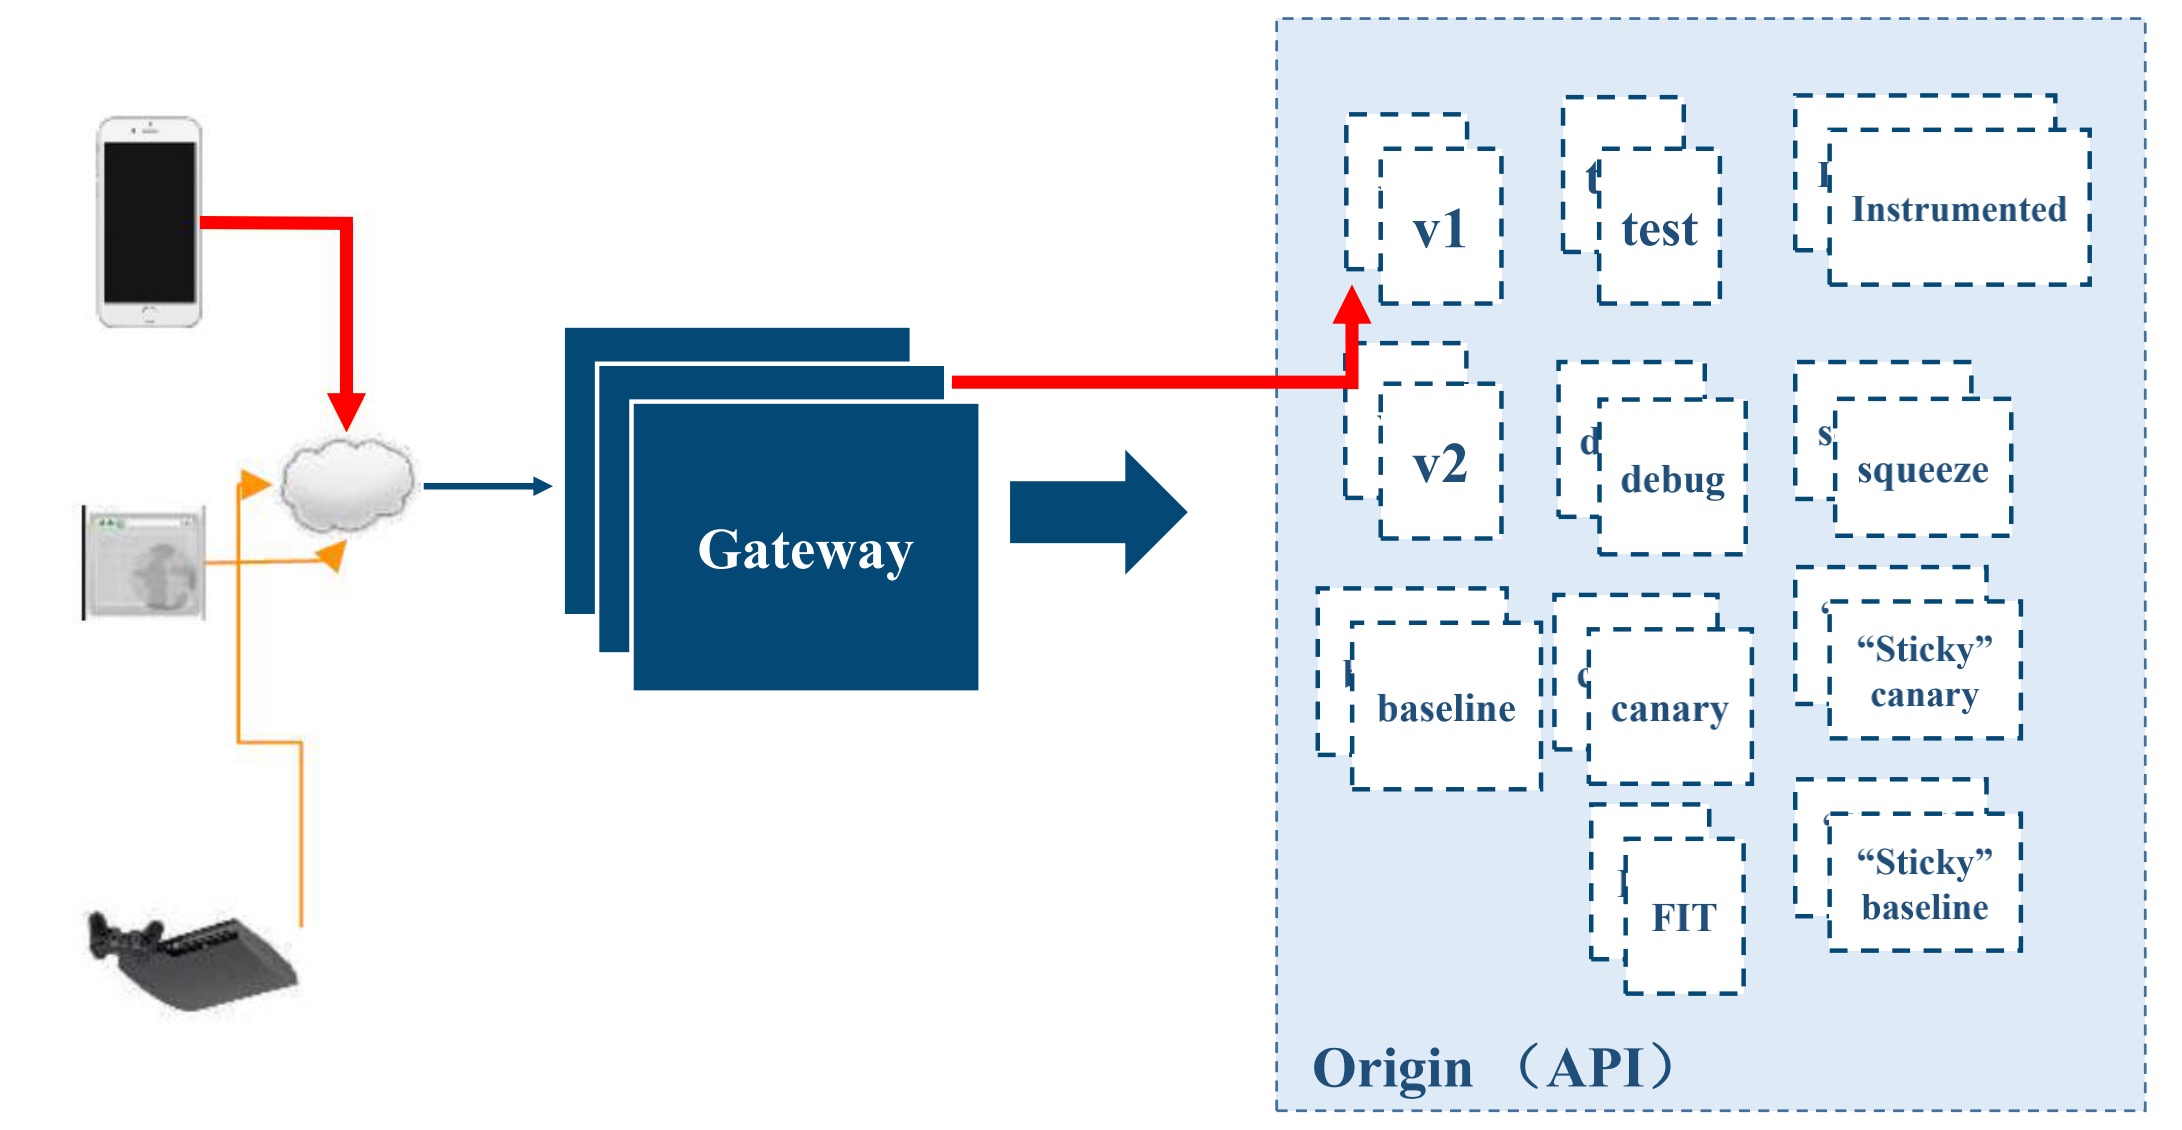 v1
test
Instrumented
v2
debug
squeeze
Gateway
baseline
canary
“Sticky”
canary
FIT
“Sticky”
baseline
Origin （API）